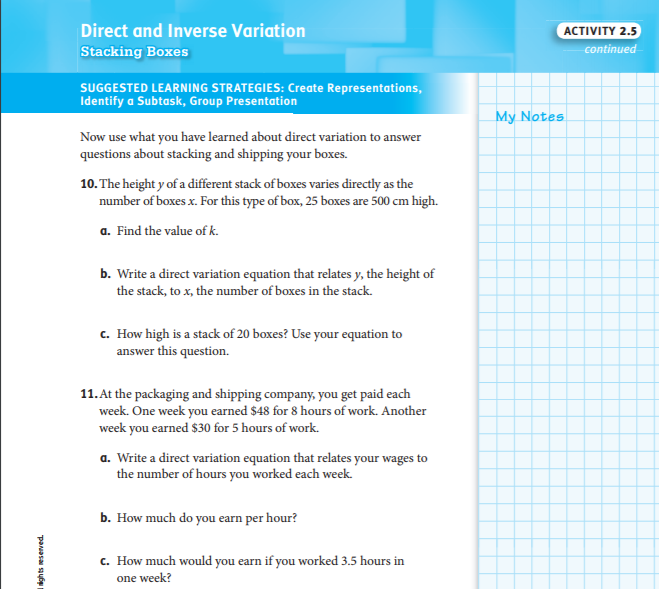 Direct and Inverse Variation
Stacking Boxes
ACTIVITY 2.5
continued
SUGGESTED LEARNING STRATEGIES: Create Representations,
Identify a Subtask, Group Presentation
My Notes
Now use what you have learned about direct variation to answer
questions about stacking and shipping your boxes.
10. The height y of a different stack of boxes varies directly as the
number of boxes x. For this type of box, 25 boxes are 500 cm high.
a. Find the value of k.
b. Write a direct variation equation that relates y, the height of
the stack, to x, the number of boxes in the stack.
c. How high is a stack of 20 boxes? Use your equation to
answer this question.
11. At the packaging and shipping company, you get paid each
week. One week you earned $48 for 8 hours of work. Another
week you earned $30 for 5 hours of work.
a. Write a direct variation equation that relates your wages to
the number of hours you worked each week.
b. How much do you earn per hour?
c. How much would you earn if you worked 3.5 hours in
one week?
rights reserved.